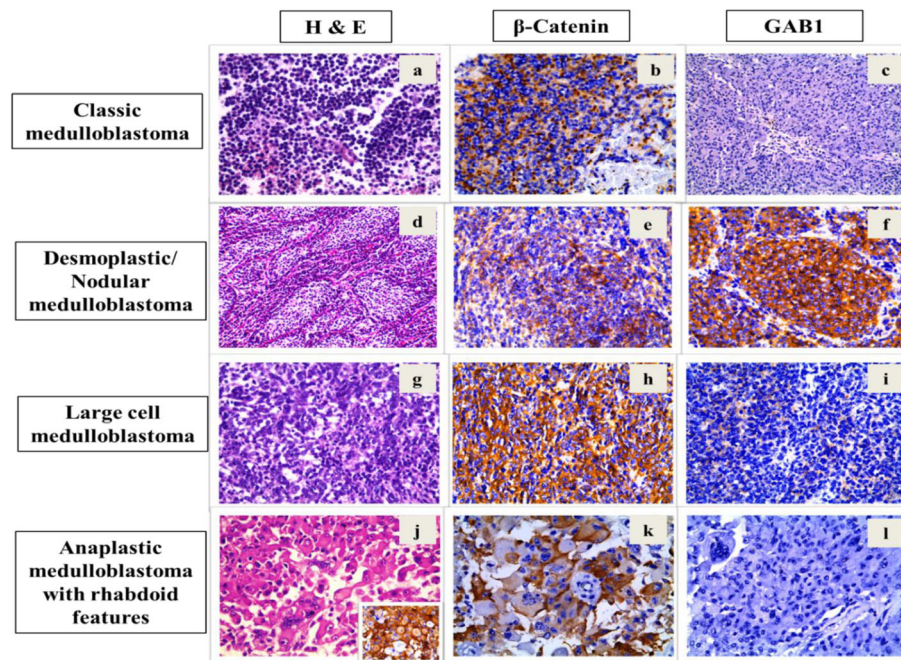 H & E
β-Catenin
GAB1
a
b
c
Classic
medulloblastoma
d
e
f
Desmoplastic/
Nodular
medulloblastoma
g
h
i
Large cell
medulloblastoma
j
k
l
Anaplastic
medulloblastoma
with rhabdoid
features